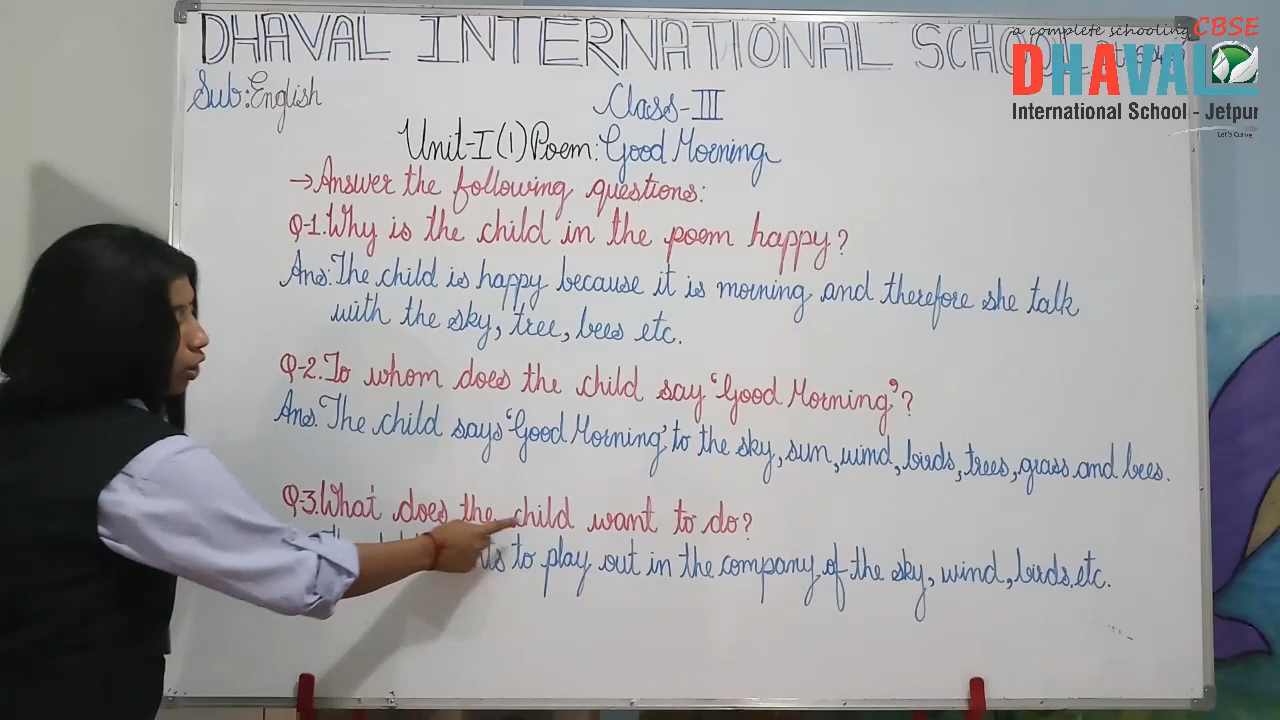 DHAVAL INTERNATIONAL SCHOOL
a complete schooling CBSE
DHAVAL
International School - Jetpur
Let's Curve
Sub:English
Class-III
Unit-I(1)Poem:Good Morning
→Answer the following questions:
Q-1.Why is the child in the poem happy?
Ans:The child is happy because it is morning and therefore she talk
with the sky, tree, bees etc.
Q-2.To whom does the child say 'Good Morning'?
Ans.The child says 'Good Morning' to the sky, sun, wind, birds, trees, grass and bees.
Q-3.What does the child want to do?
to play out in the company of the sky, wind, birds etc.